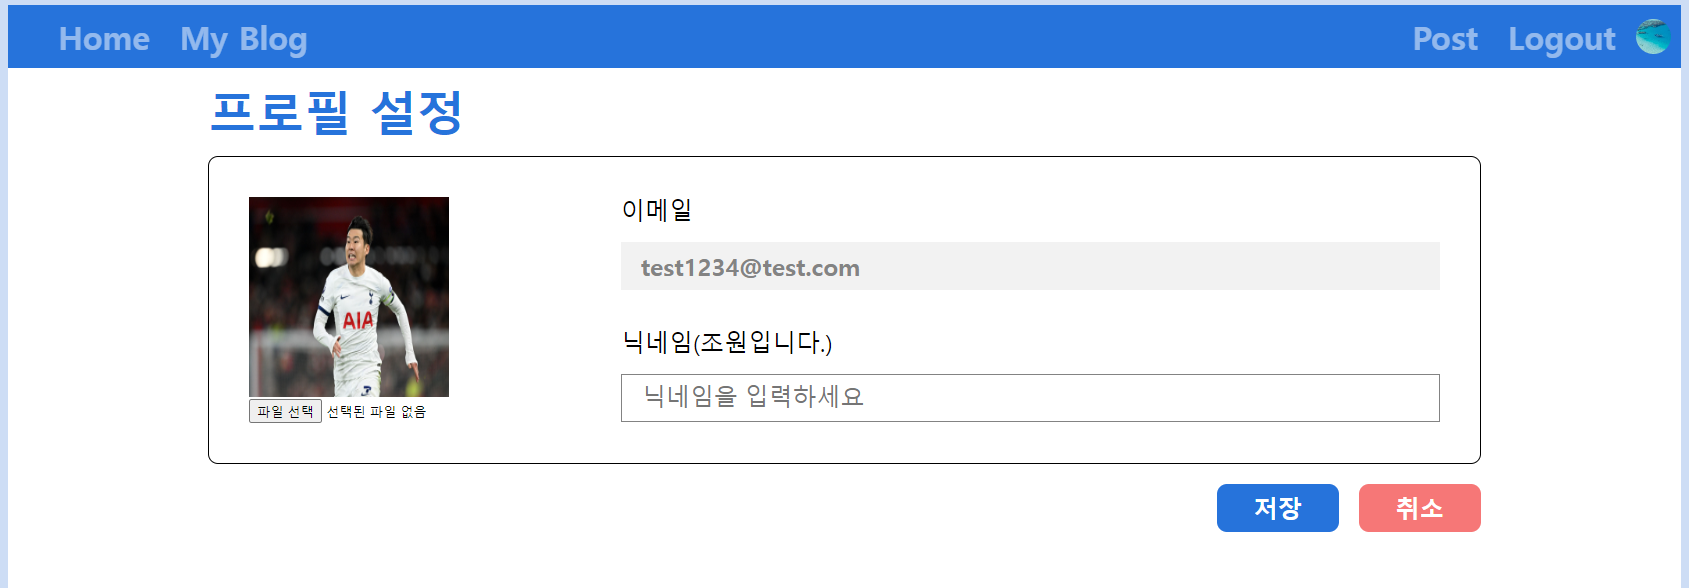 Home My Blog Post Logout
프로필 설정
이메일
test1234@test.com
AIA
닉네임(조원입니다.)
닉네임을 입력하세요
파일 선택 선택된 파일 없음
저장 취소